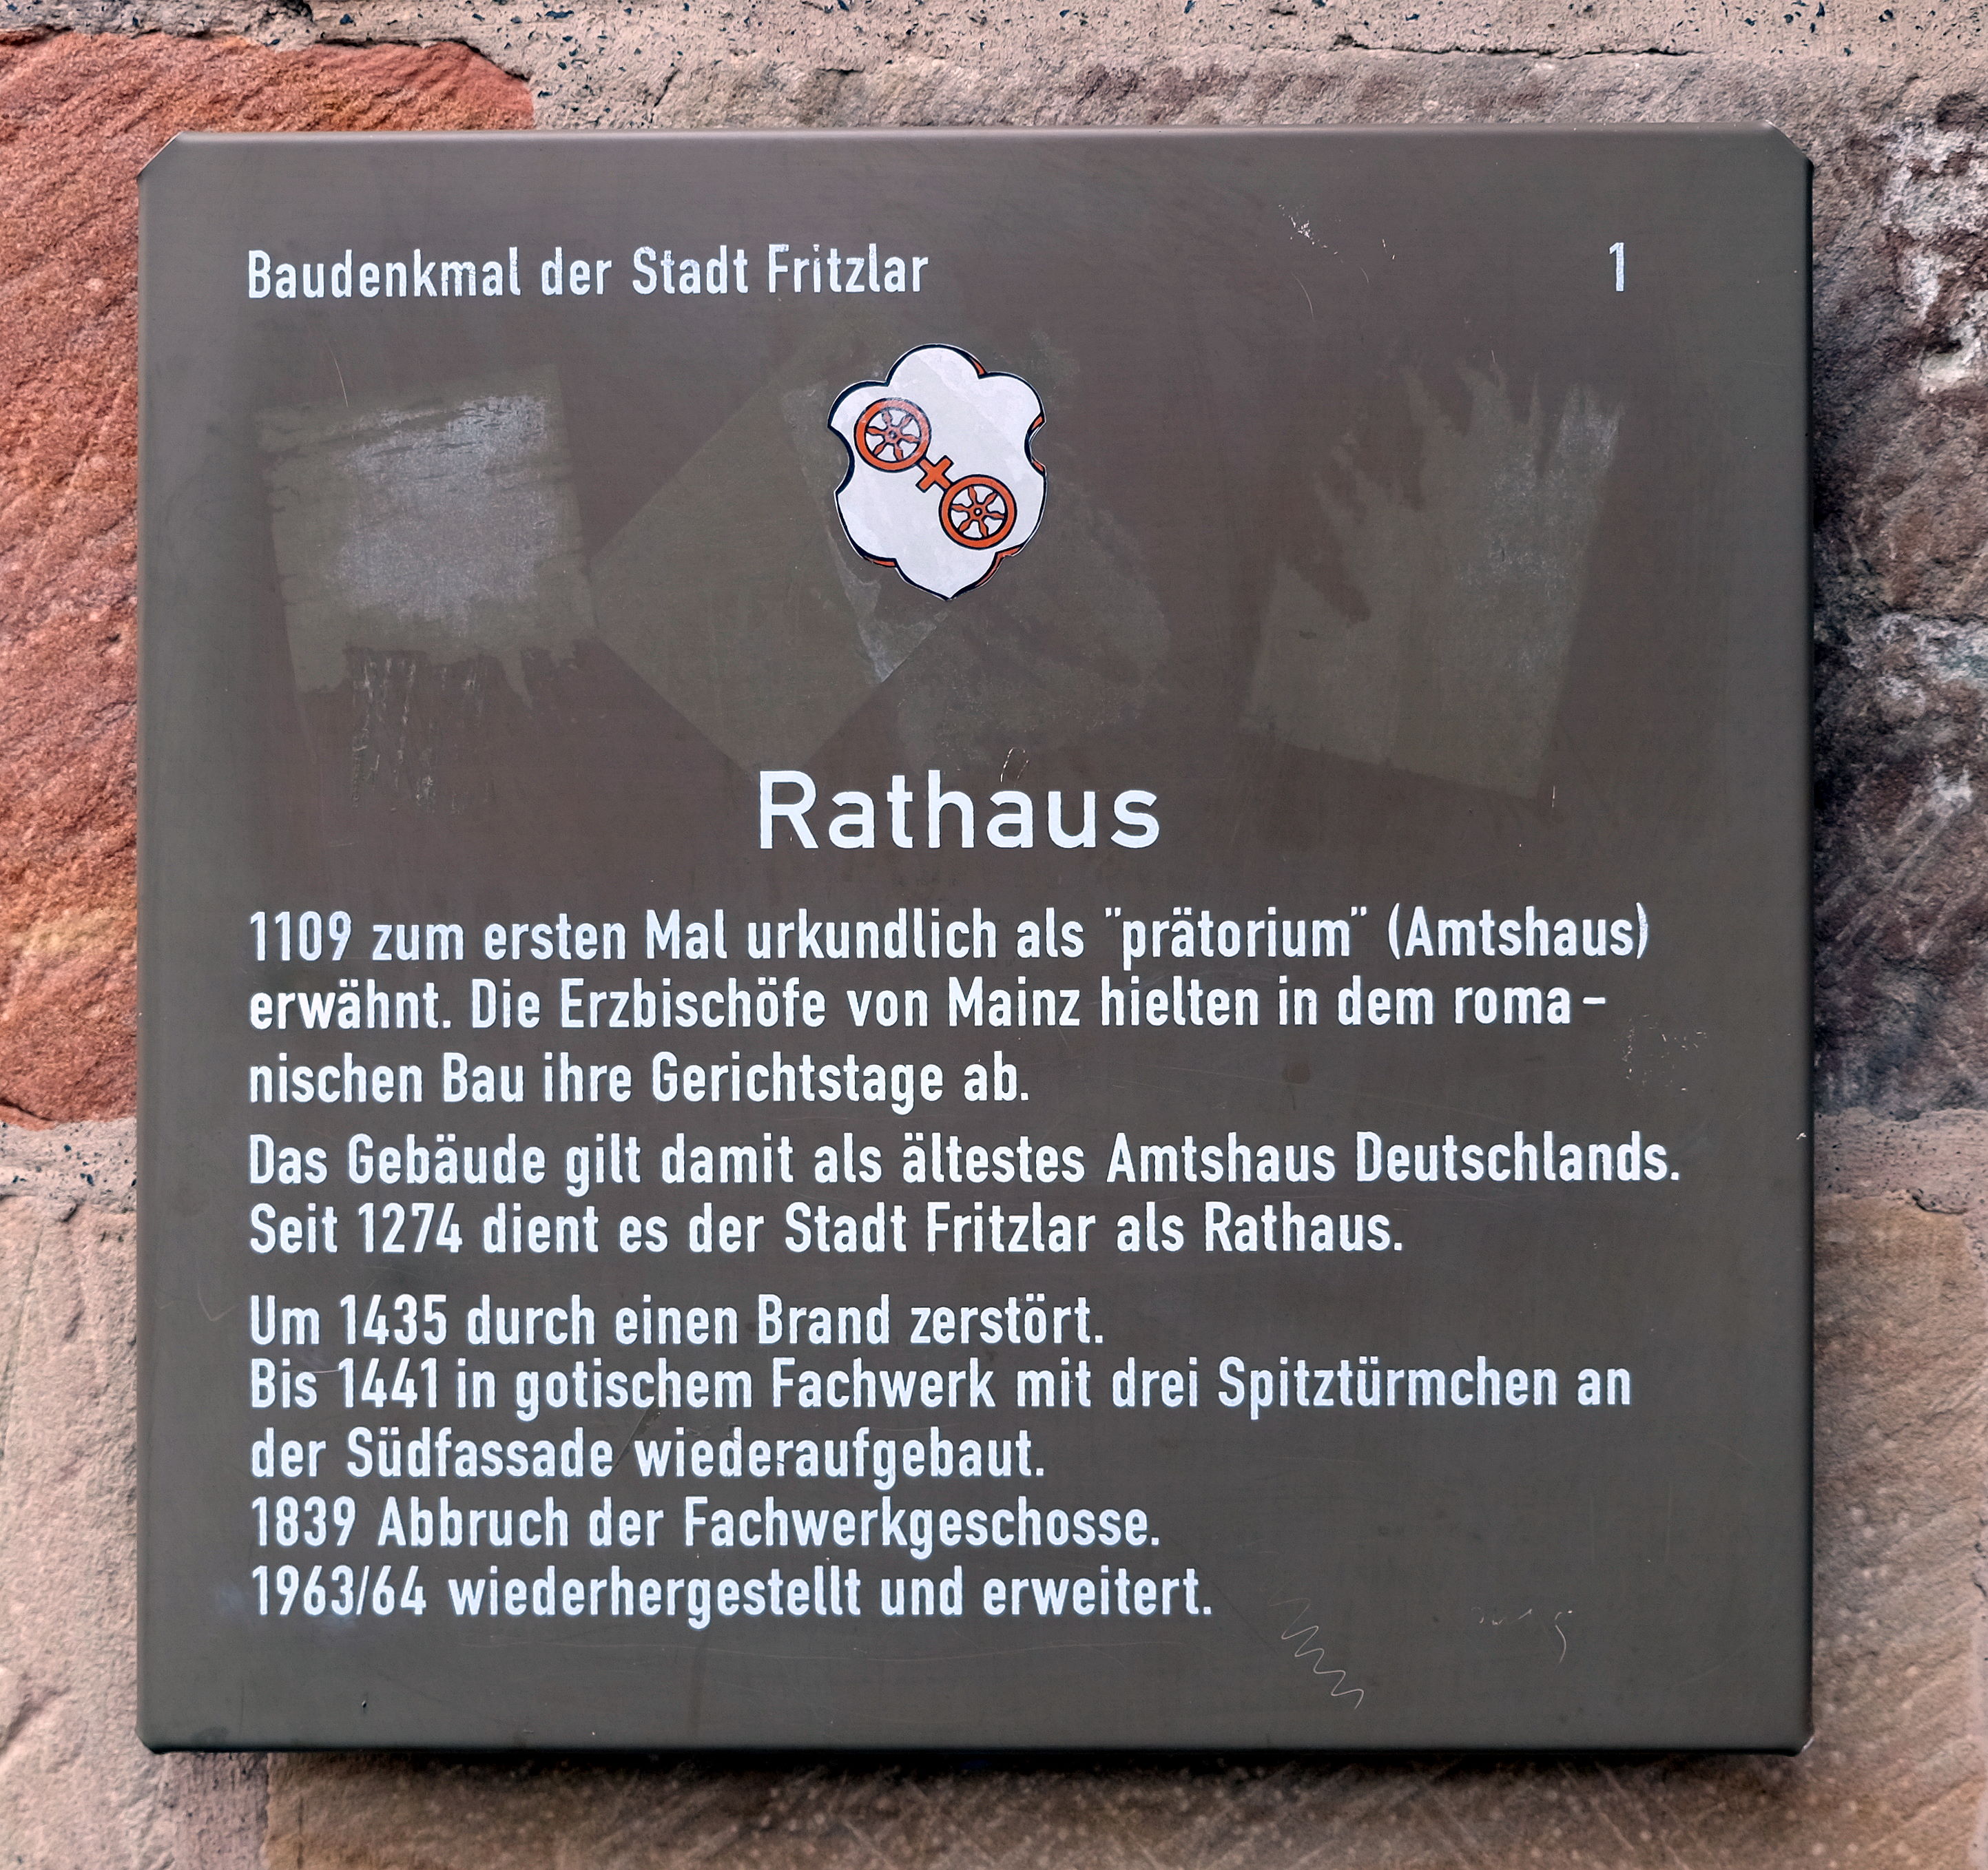 Baudenkmal der Stadt Fritzlar 1
Rathaus
1109 zum ersten Mal urkundlich als "prätorium" (Amtshaus)
erwähnt. Die Erzbischöfe von Mainz hielten in dem roma-
nischen Bau ihre Gerichtstage ab.
Das Gebäude gilt damit als ältestes Amtshaus Deutschlands.
Seit 1274 dient es der Stadt Fritzlar als Rathaus.
Um 1435 durch einen Brand zerstört.
Bis 1441 in gotischem Fachwerk mit drei Spitztürmchen an
der Südfassade wiederaufgebaut.
1839 Abbruch der Fachwerkgeschosse.
1963/64 wiederhergestellt und erweitert.